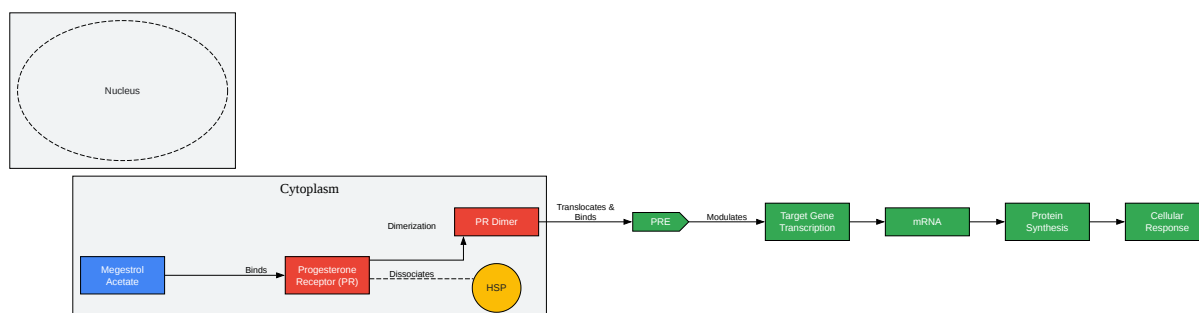 Nucleus
Cytoplasm
Translocates &
Binds
PR Dimer
PRE
Modulates
Target Gene
Transcription
mRNA
Protein
Synthesis
Cellular
Response
Dimerization
Megestrol
Acetate
Binds
Progesterone
Receptor (PR)
Dissociates
HSP